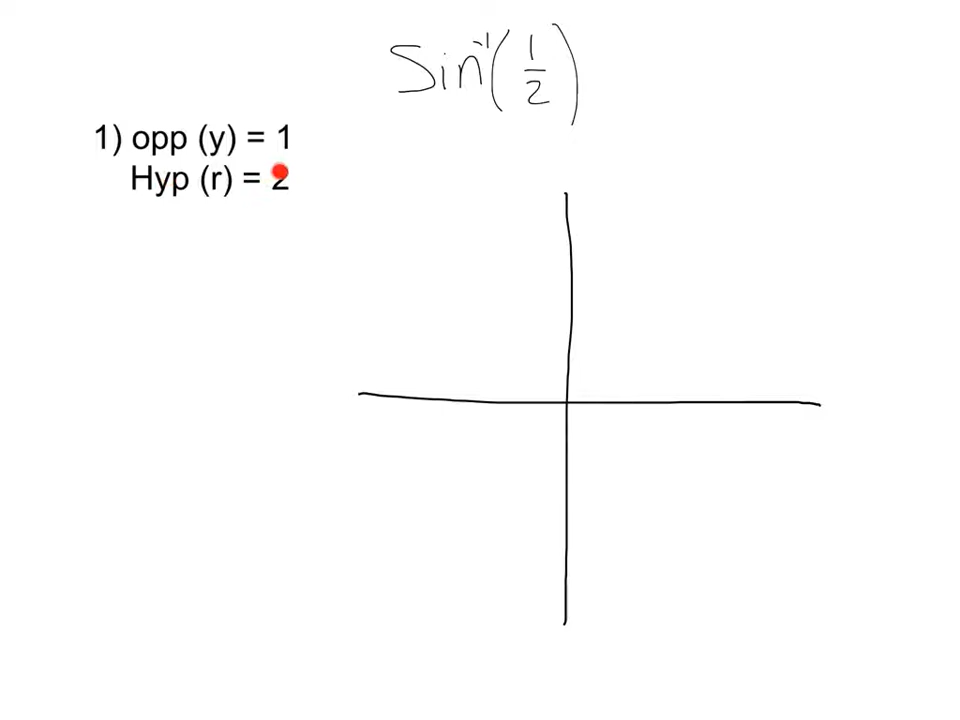 Sin⁻¹(1/2)
1) opp (y) = 1
Hyp (r) = 2